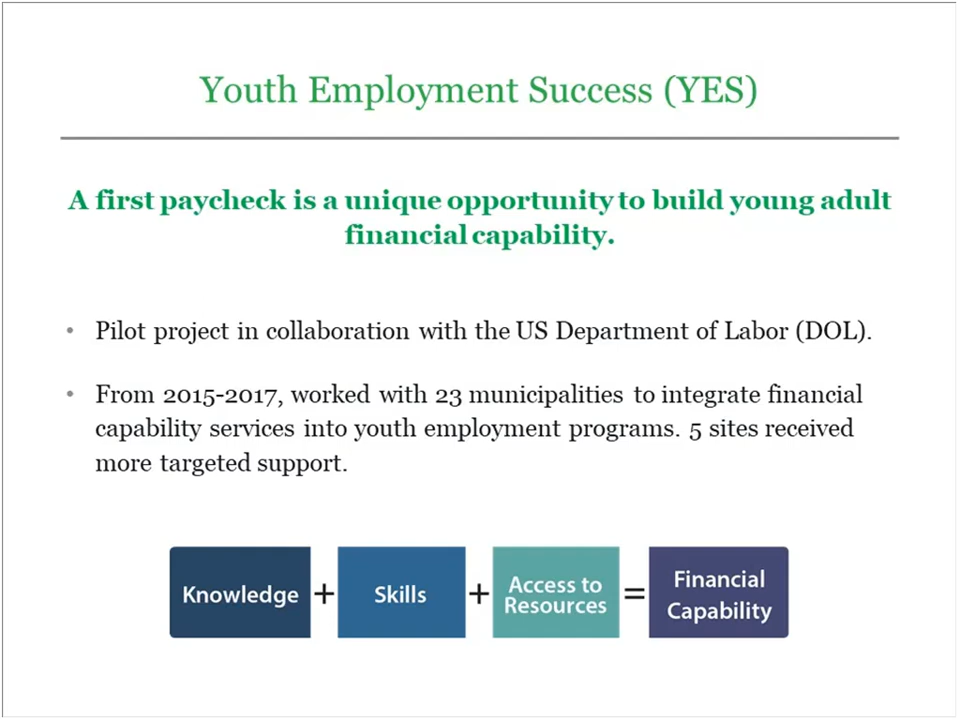 Youth Employment Success (YES)
A first paycheck is a unique opportunity to build young adult
financial capability.
• Pilot project in collaboration with the US Department of Labor (DOL).
• From 2015-2017, worked with 23 municipalities to integrate financial
capability services into youth employment programs. 5 sites received
more targeted support.
Knowledge + Skills + Access to Resources = Financial Capability